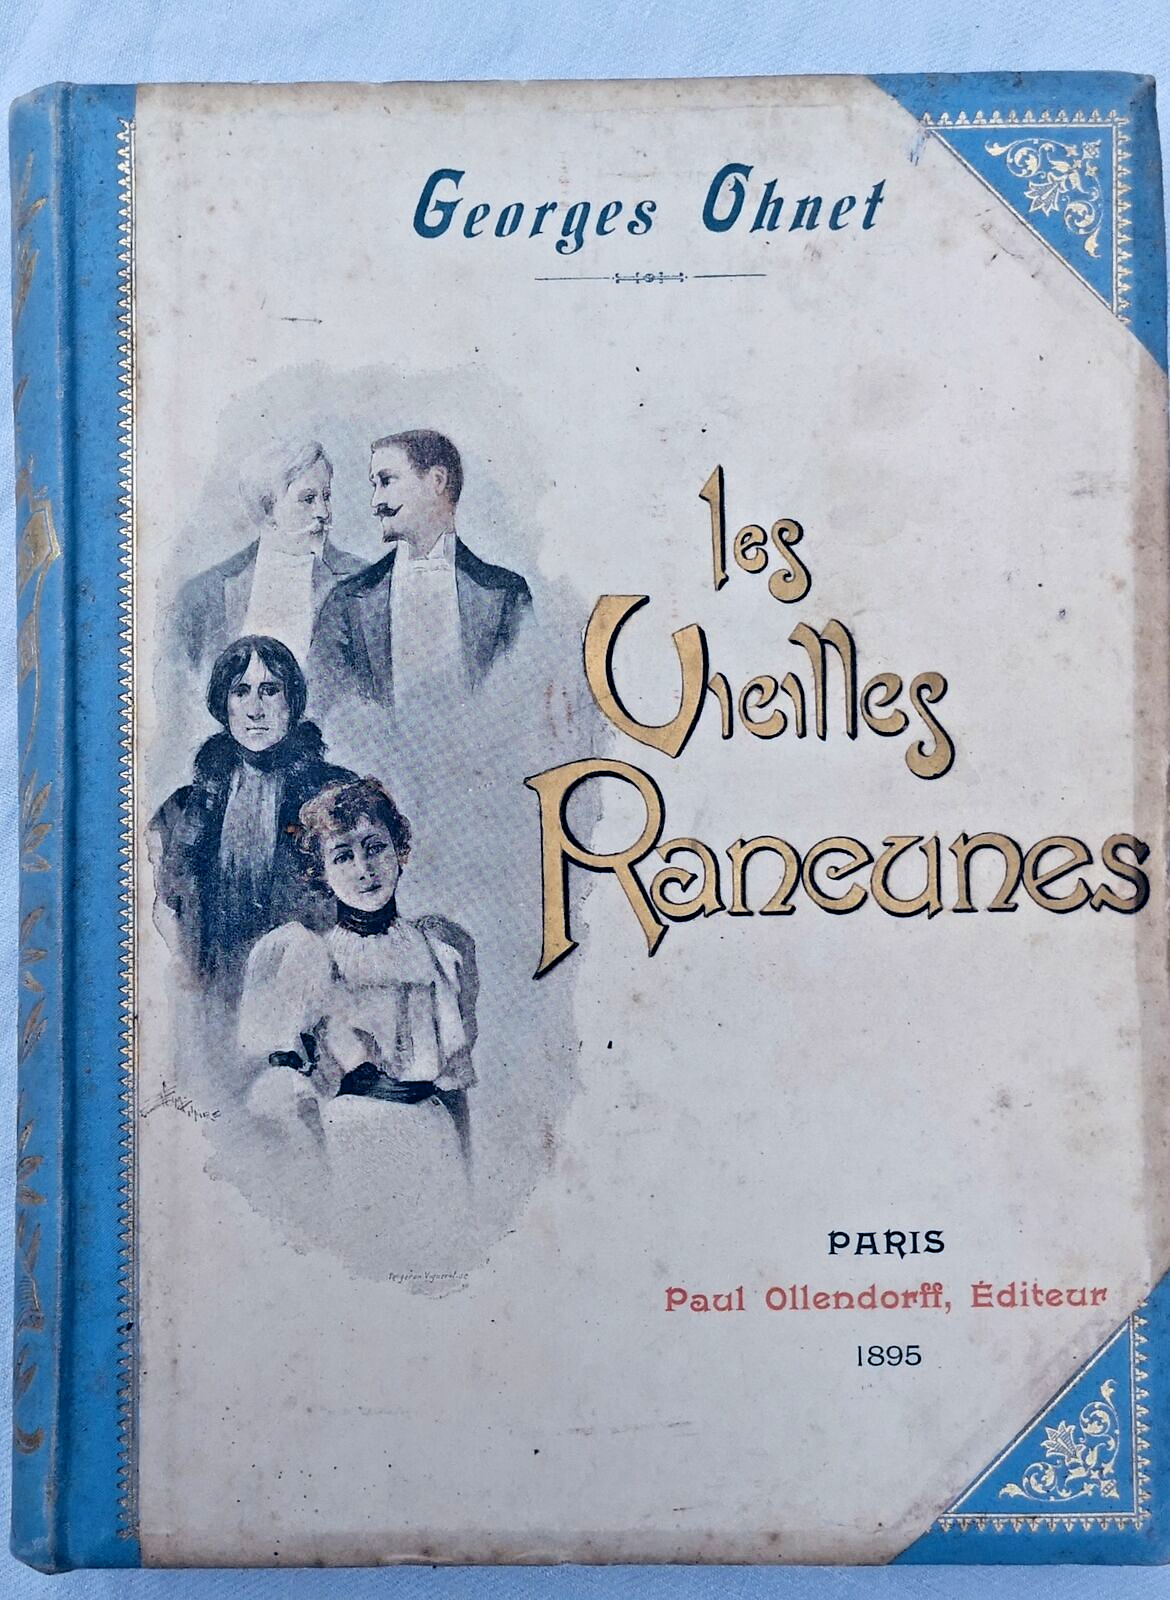 Georges Ohnet
les
Vieilles
Rancunes
PARIS
Paul Ollendorff, Éditeur
1895